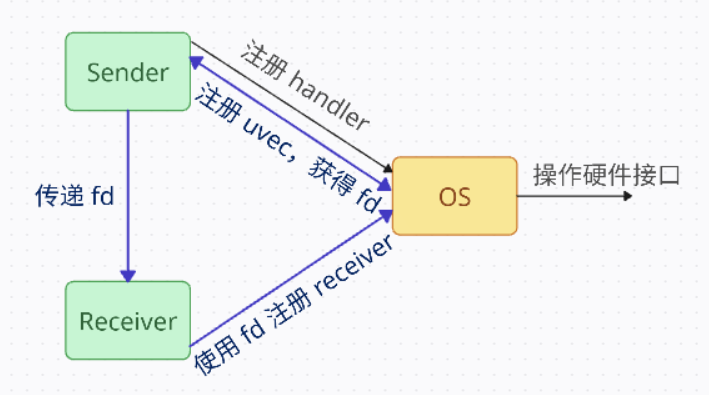 Sender
注册 handler
注册 uvec，获得 fd
传递 fd
OS
操作硬件接口
Receiver
使用 fd 注册 receiver